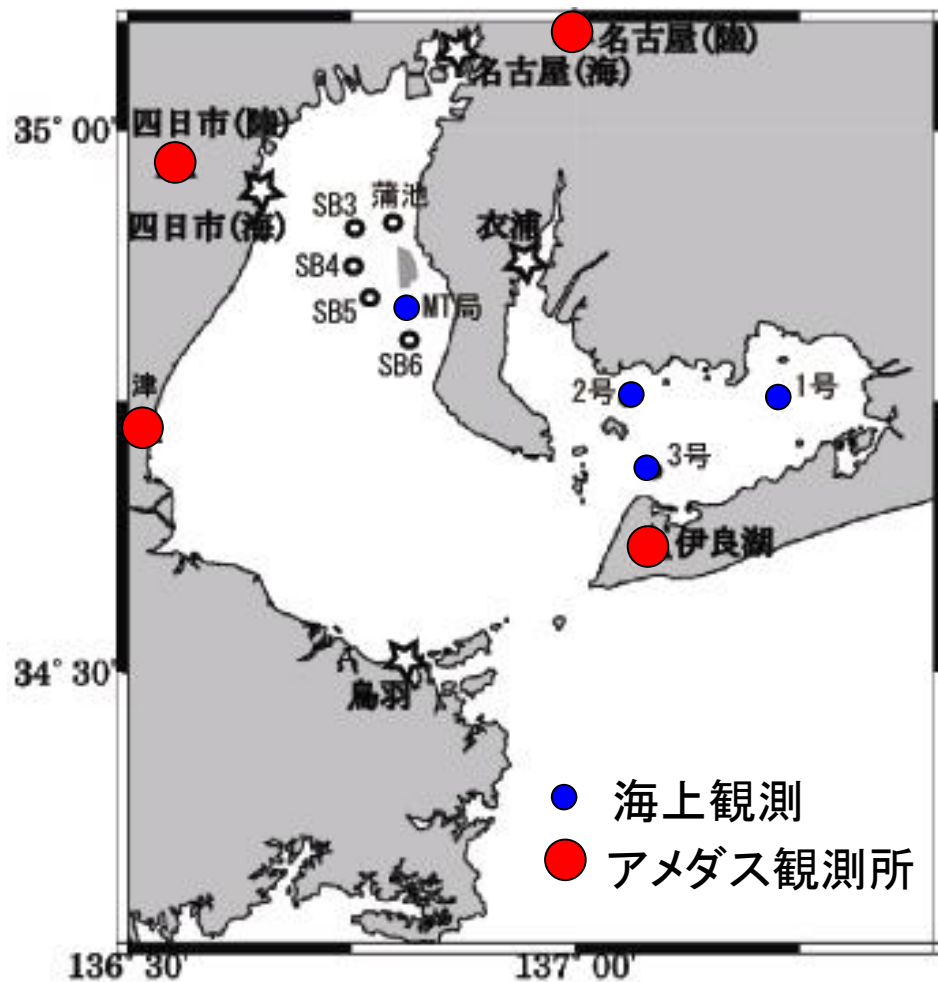 名古屋(陸)
名古屋(海)
35° 00'
四日市(陸)
四日市(海)
SB3
蒲池
衣浦
SB4
SB5
MT局
SB6
津
2号
1号
3号
伊良湖
34° 30'
鳥羽
海上観測
アメダス観測所
136° 30'
137° 00'